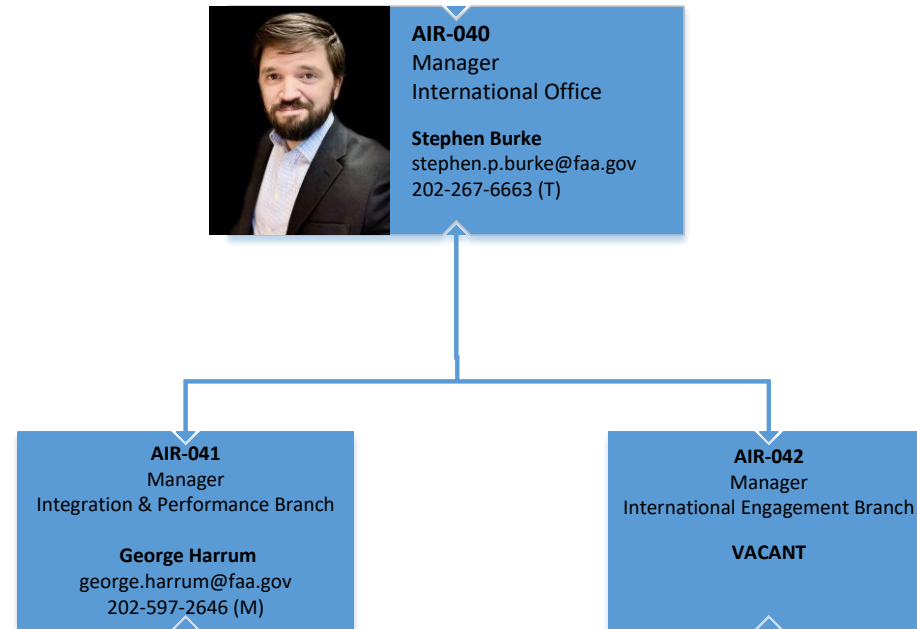 AIR-040
Manager
International Office
Stephen Burke
stephen.p.burke@faa.gov
202-267-6663 (T)
AIR-041
Manager
Integration & Performance Branch
George Harrum
george.harrum@faa.gov
202-597-2646 (M)
AIR-042
Manager
International Engagement Branch
VACANT